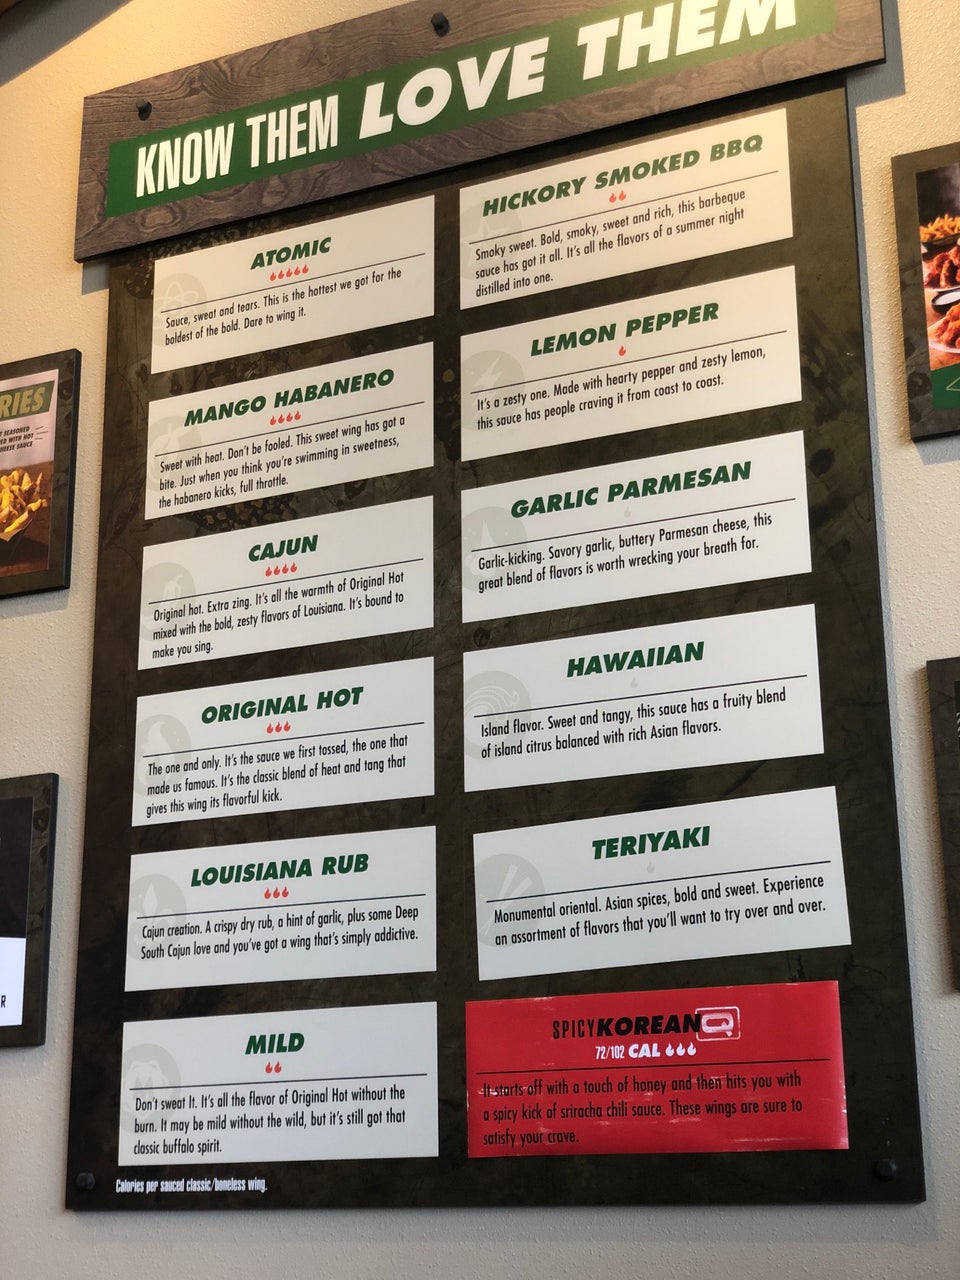 KNOW THEM LOVE THEM
ATOMIC
Sauce, sweat and tears. This is the hottest we got for the
boldest of the bold. Dare to wing it.
MANGO HABANERO
Sweet with heat. Don't be fooled. This sweet wing has got a
bite. Just when you think you're swimming in sweetness,
the habanero kicks, full throttle.
CAJUN
Original hot. Extra zing. It's all the warmth of Original Hot
mixed with the bold, zesty flavors of Louisiana. It's bound to
make you sing.
ORIGINAL HOT
The one and only. It's the sauce we first tossed, the one that
made us famous. It's the classic blend of heat and tang that
gives this wing its flavorful kick.
LOUISIANA RUB
Cajun creation. A crispy dry rub, a hint of garlic, plus some Deep
South Cajun love and you've got a wing that's simply addictive.
MILD
Don't sweat It. It's all the flavor of Original Hot without the
burn. It may be mild without the wild, but it's still got that
classic buffalo spirit.
Calories per sauced classic/boneless wing.
HICKORY SMOKED BBQ
Smoky sweet. Bold, smoky, sweet and rich, this barbeque
sauce has got it all. It's all the flavors of a summer night
distilled into one.
LEMON PEPPER
It's a zesty one. Made with hearty pepper and zesty lemon,
this sauce has people craving it from coast to coast.
GARLIC PARMESAN
Garlic-kicking. Savory garlic, buttery Parmesan cheese, this
great blend of flavors is worth wrecking your breath for.
HAWAIIAN
Island flavor. Sweet and tangy, this sauce has a fruity blend
of island citrus balanced with rich Asian flavors.
TERIYAKI
Monumental oriental. Asian spices, bold and sweet. Experience
an assortment of flavors that you'll want to try over and over.
SPICY KOREAN Q
72/102 CAL
It starts off with a touch of honey and then hits you with
a spicy kick of sriracha chili sauce. These wings are sure to
satisfy your crave.
RIES
SEASONED
ED WITH HOT
HEESE SAUCE
R